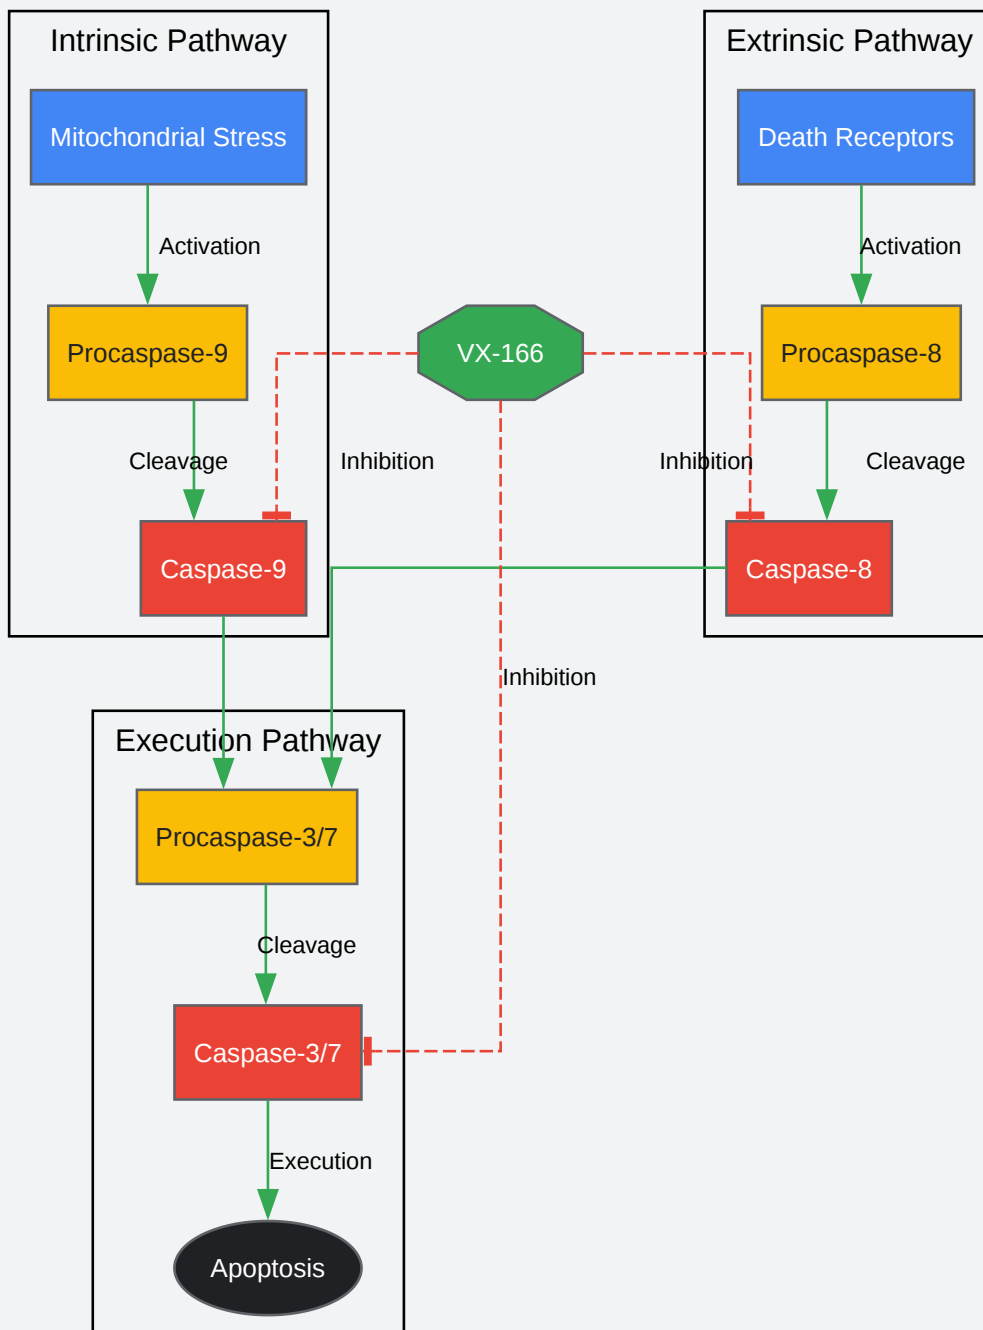 Intrinsic Pathway
Extrinsic Pathway
Mitochondrial Stress
Death Receptors
Activation
Activation
Procaspase-9
VX-166
Procaspase-8
Cleavage
Inhibition
Inhibition
Cleavage
Caspase-9
Caspase-8
Inhibition
Execution Pathway
Procaspase-3/7
Cleavage
Caspase-3/7
Execution
Apoptosis